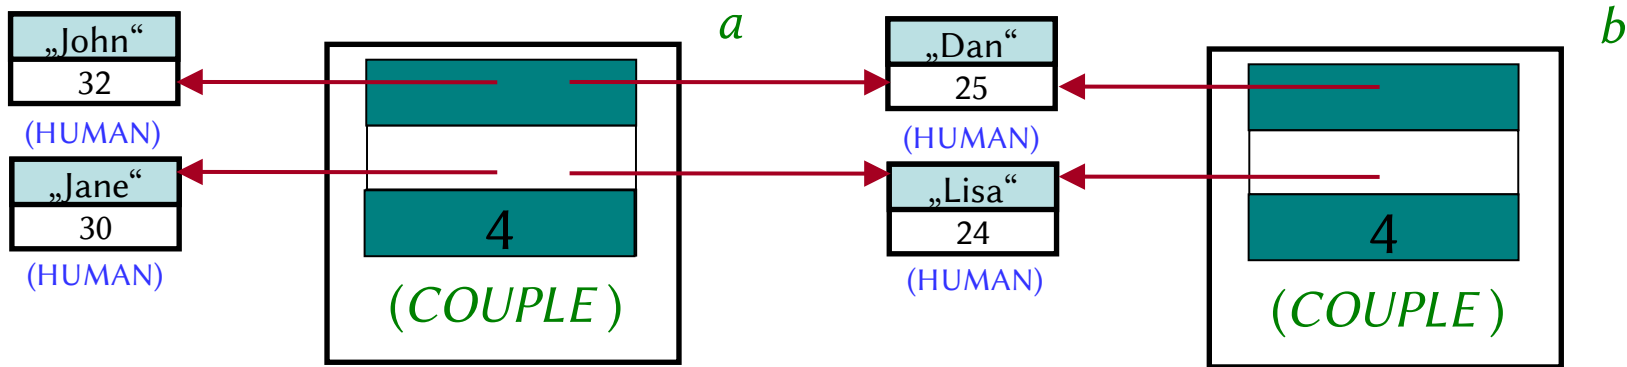 „John“
32
(HUMAN)
„Jane“
30
(HUMAN)
a
4
(COUPLE)
„Dan“
25
(HUMAN)
„Lisa“
24
(HUMAN)
b
4
(COUPLE)